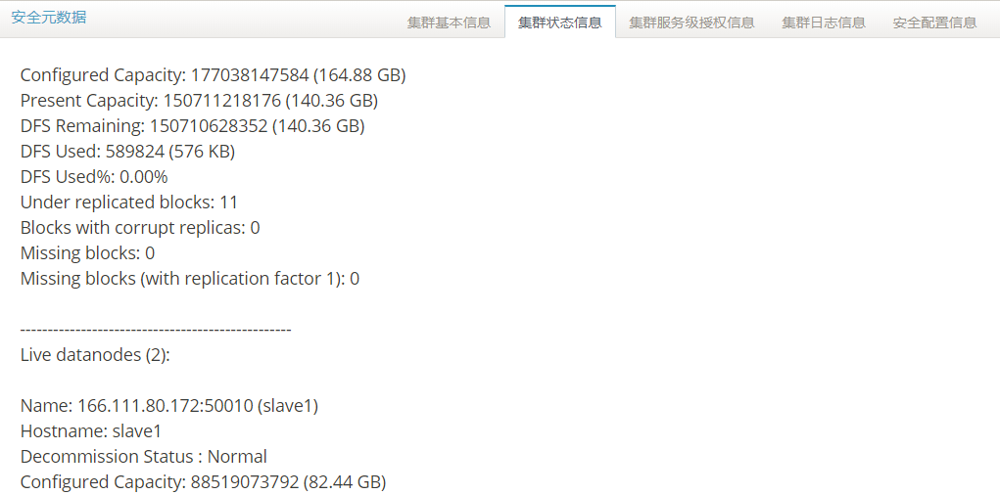 安全元数据
集群基本信息
集群状态信息
集群服务级授权信息
集群日志信息
安全配置信息
Configured Capacity: 177038147584 (164.88 GB)
Present Capacity: 150711218176 (140.36 GB)
DFS Remaining: 150710628352 (140.36 GB)
DFS Used: 589824 (576 KB)
DFS Used%: 0.00%
Under replicated blocks: 11
Blocks with corrupt replicas: 0
Missing blocks: 0
Missing blocks (with replication factor 1): 0
-------------------------------------------------
Live datanodes (2):
Name: 166.111.80.172:50010 (slave1)
Hostname: slave1
Decommission Status : Normal
Configured Capacity: 88519073792 (82.44 GB)